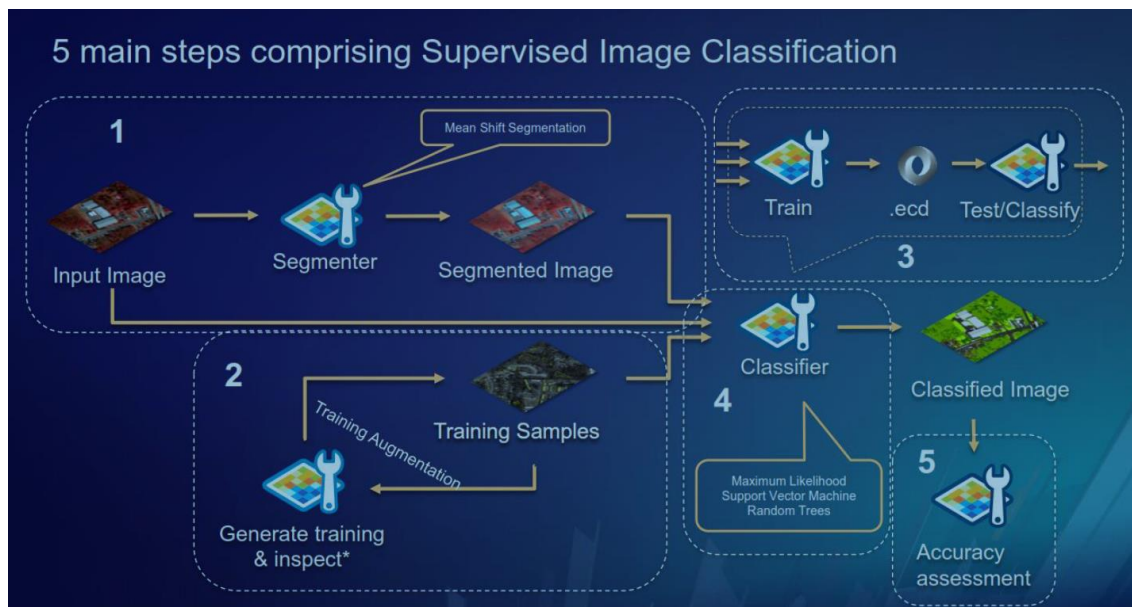 5 main steps comprising Supervised Image Classification
1
Mean Shift Segmentation
Input Image
Segmenter
Segmented Image
2
Training Samples
Training Augmentation
Generate training
& inspect*
Train
.ecd
Test/Classify
3
Classifier
4
Maximum Likelihood
Support Vector Machine
Random Trees
Classified Image
5
Accuracy
assessment